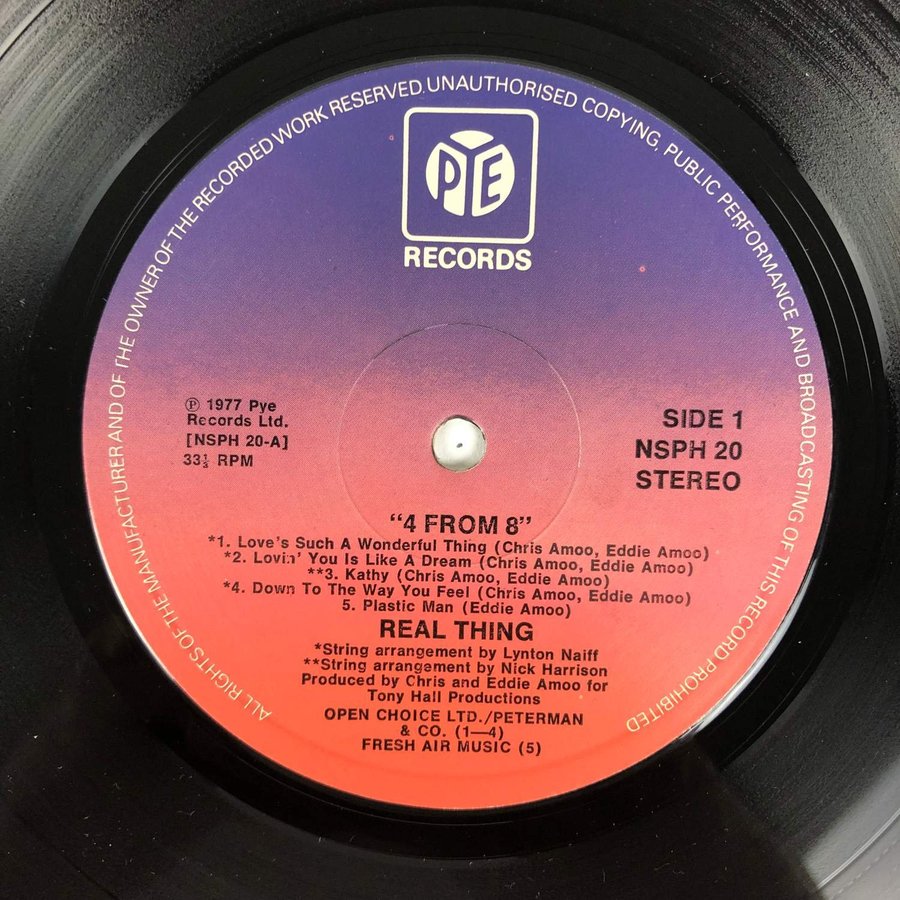 ALL RIGHTS OF THE MANUFACTURER AND OF THE OWNER OF THE RECORDED WORK RESERVED. UNAUTHORISED COPYING, PUBLIC PERFORMANCE AND BROADCASTING OF THIS RECORD PROHIBITED
PYE
RECORDS
℗ 1977 Pye
Records Ltd.
[NSPH 20-A]
33⅓ RPM
SIDE 1
NSPH 20
STEREO
“4 FROM 8”
*1. Love's Such A Wonderful Thing (Chris Amoo, Eddie Amoo)
*2. Lovin' You Is Like A Dream (Chris Amoo, Eddie Amoo)
**3. Kathy (Chris Amoo, Eddie Amoo)
*4. Down To The Way You Feel (Chris Amoo, Eddie Amoo)
5. Plastic Man (Eddie Amoo)
REAL THING
*String arrangement by Lynton Naiff
**String arrangement by Nick Harrison
Produced by Chris and Eddie Amoo for
Tony Hall Productions
OPEN CHOICE LTD./PETERMAN
& CO. (1—4)
FRESH AIR MUSIC (5)